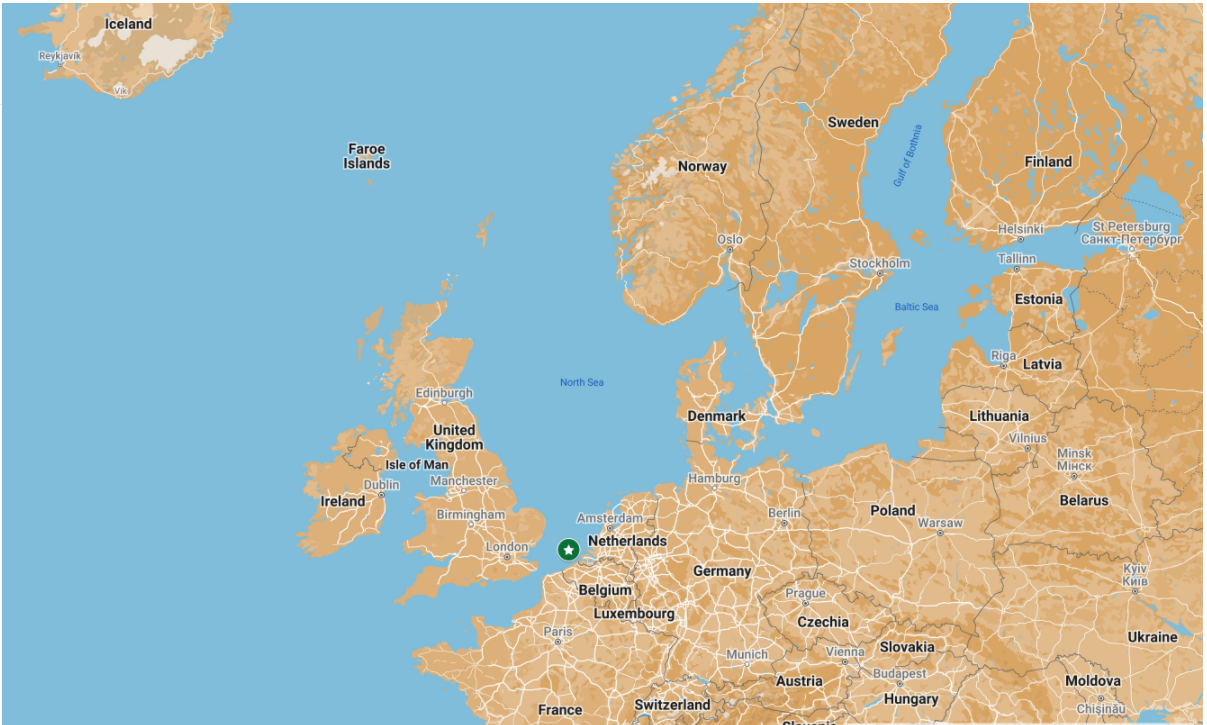 Iceland
Reykjavík
Vík
Faroe
Islands
Norway
Sweden
Gulf of Bothnia
Finland
Oslo
Stockholm
Helsinki
St Petersburg
Санкт-Петербург
Tallinn
Baltic Sea
Estonia
Riga
Latvia
North Sea
Edinburgh
Denmark
Lithuania
Vilnius
United
Kingdom
Isle of Man
Minsk
Мінск
Manchester
Dublin
Ireland
Hamburg
Belarus
Birmingham
Amsterdam
Berlin
Poland
Warsaw
London
Netherlands
Germany
Kyiv
Київ
Belgium
Prague
Luxembourg
Czechia
Paris
Ukraine
Slovakia
Munich
Vienna
Budapest
Austria
Moldova
Hungary
Switzerland
France
Chișinău